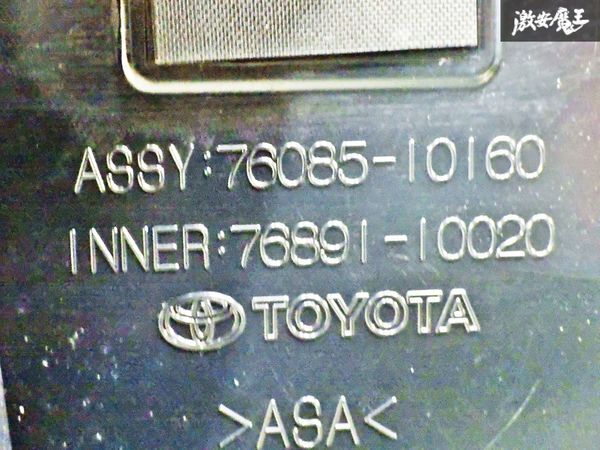 激安魔王
ASSY:76085-10160
INNER:76891-10020
TOYOTA
>ASA<